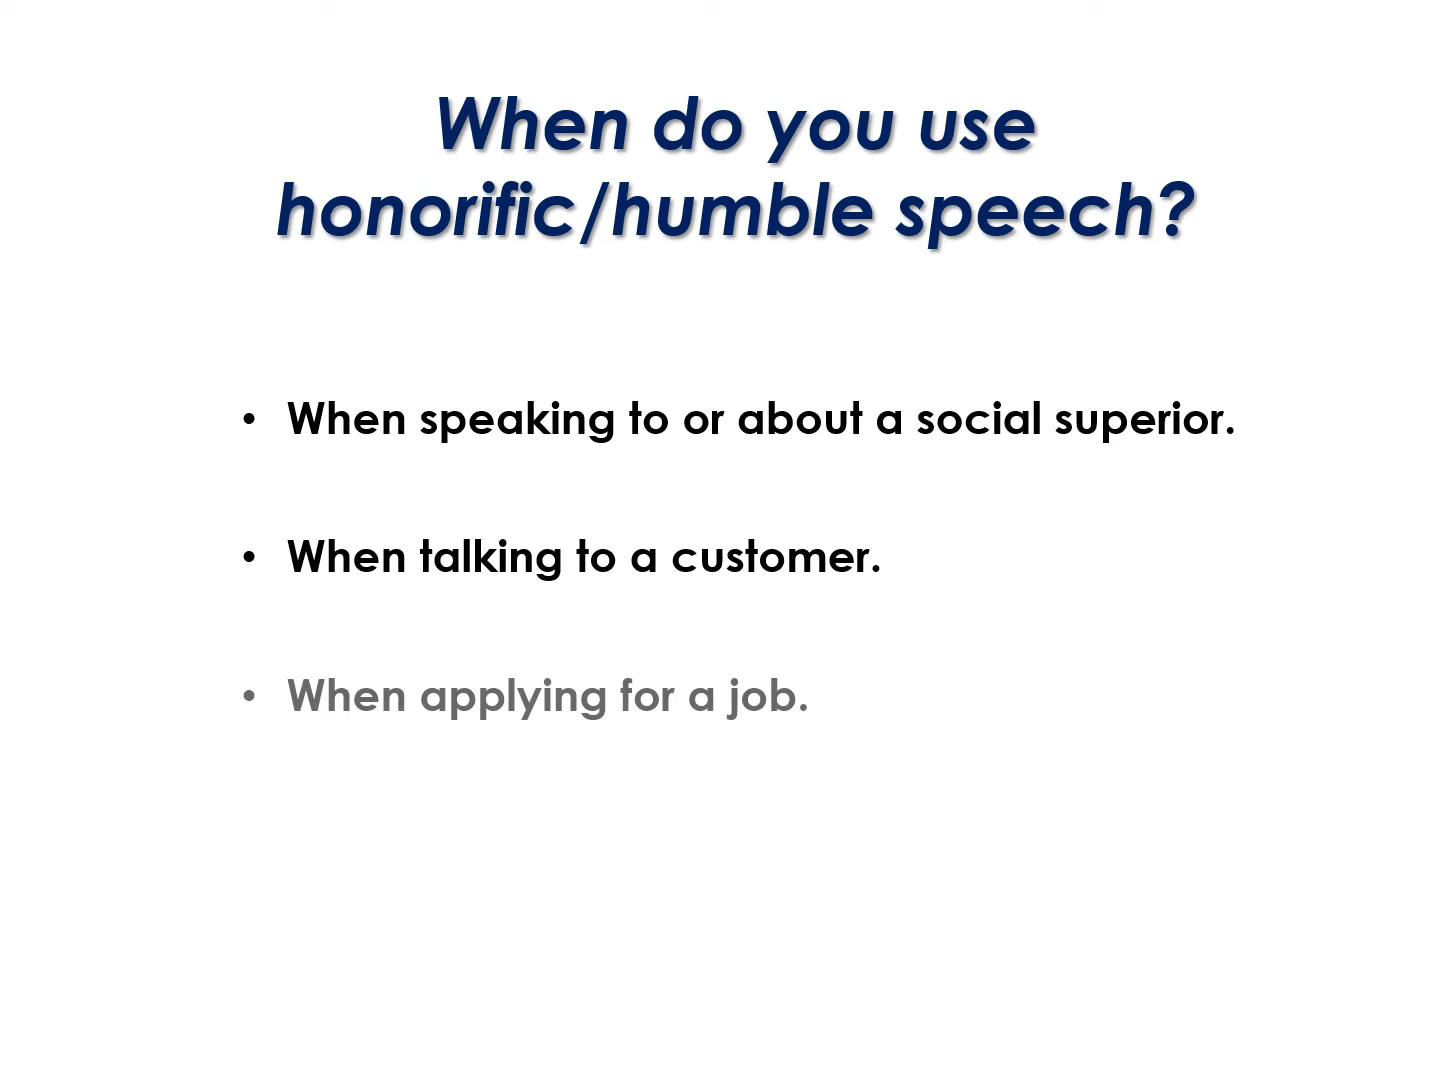 When do you use
honorific/humble speech?
• When speaking to or about a social superior.
• When talking to a customer.
• When applying for a job.